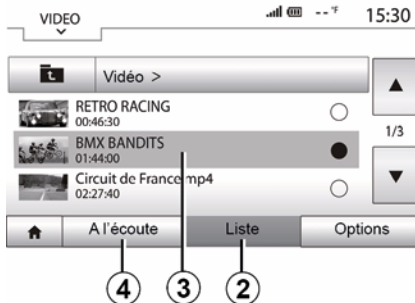 VIDEO
--°F
15:30
Vidéo >
RETRO RACING
00:46:30
1/3
BMX BANDITS
01:44:00
Circuit de France.mp4
02:27:40
A l'écoute
Liste
Options
4
3
2